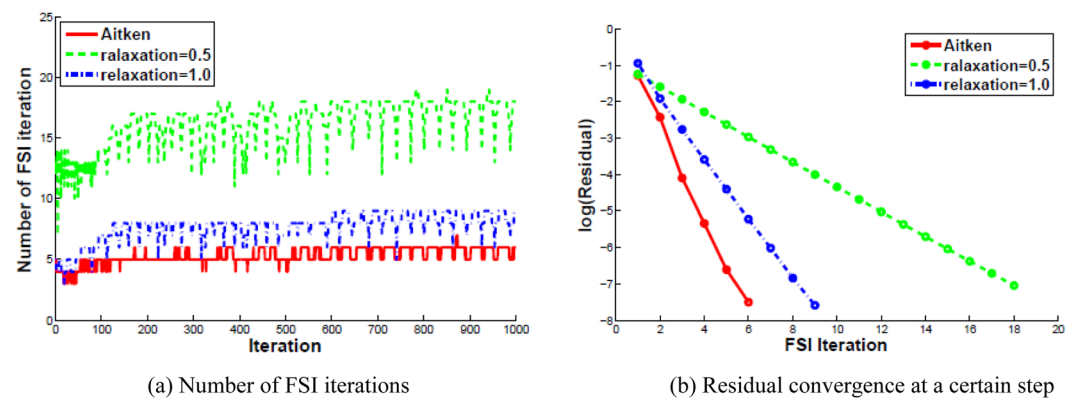 25
20
15
10
5
0
Number of FSI iteration
Aitken
ralaxation=0.5
relaxation=1.0
0 100 200 300 400 500 600 700 800 900 1000
Iteration
(a) Number of FSI iterations
0
−1
−2
−3
−4
−5
−6
−7
−8
log(Residual)
Aitken
ralaxation=0.5
relaxation=1.0
0 2 4 6 8 10 12 14 16 18 20
FSI Iteration
(b) Residual convergence at a certain step